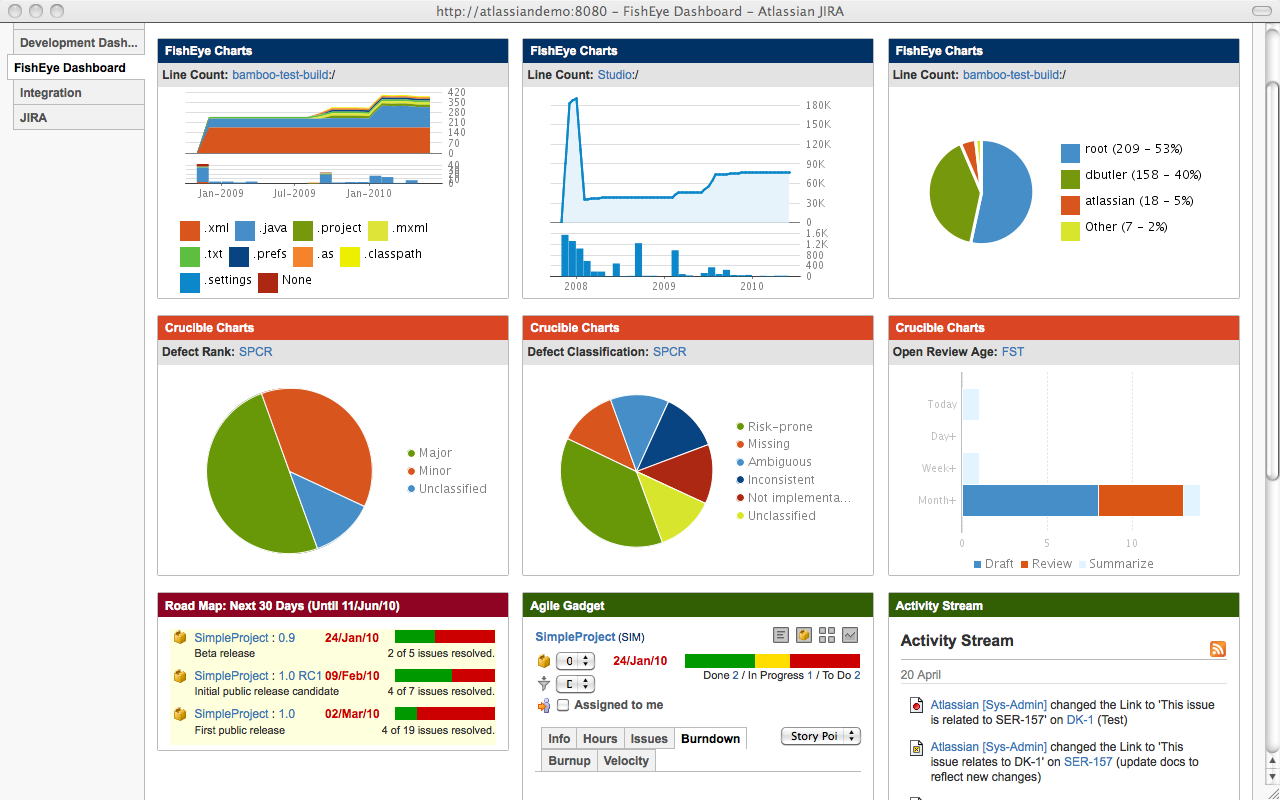 http://atlassiandemo:8080 – FishEye Dashboard – Atlassian JIRA
Development Dash...
FishEye Dashboard
Integration
JIRA
FishEye Charts
Line Count: bamboo-test-build:/
420
350
280
210
140
70
0
40
30
20
10
0
Jan-2009
Jul-2009
Jan-2010
.xml
.java
.project
.mxml
.txt
.prefs
.as
.classpath
.settings
None
FishEye Charts
Line Count: Studio:/
180K
150K
120K
90K
60K
30K
0
1.6K
1.2K
800
400
0
2008
2009
2010
FishEye Charts
Line Count: bamboo-test-build:/
root (209 – 53%)
dbutler (158 – 40%)
atlassian (18 – 5%)
Other (7 – 2%)
Crucible Charts
Defect Rank: SPCR
Major
Minor
Unclassified
Crucible Charts
Defect Classification: SPCR
Risk-prone
Missing
Ambiguous
Inconsistent
Not implementa...
Unclassified
Crucible Charts
Open Review Age: FST
Today
Day+
Week+
Month+
0
5
10
Draft
Review
Summarize
Road Map: Next 30 Days (Until 11/Jun/10)
SimpleProject : 0.9
24/Jan/10
Beta release
2 of 5 issues resolved.
SimpleProject : 1.0 RC1
09/Feb/10
Initial public release candidate
4 of 7 issues resolved.
SimpleProject : 1.0
02/Mar/10
First public release
4 of 19 issues resolved.
Agile Gadget
SimpleProject (SIM)
24/Jan/10
Done 2 / In Progress 1 / To Do 2
Assigned to me
Info
Hours
Issues
Burndown
Story Poi
Burnup
Velocity
Activity Stream
Activity Stream
20 April
Atlassian [Sys-Admin] changed the Link to 'This issue
is related to SER-157' on DK-1 (Test)
Atlassian [Sys-Admin] changed the Link to 'This
issue relates to DK-1' on SER-157 (update docs to
reflect new changes)